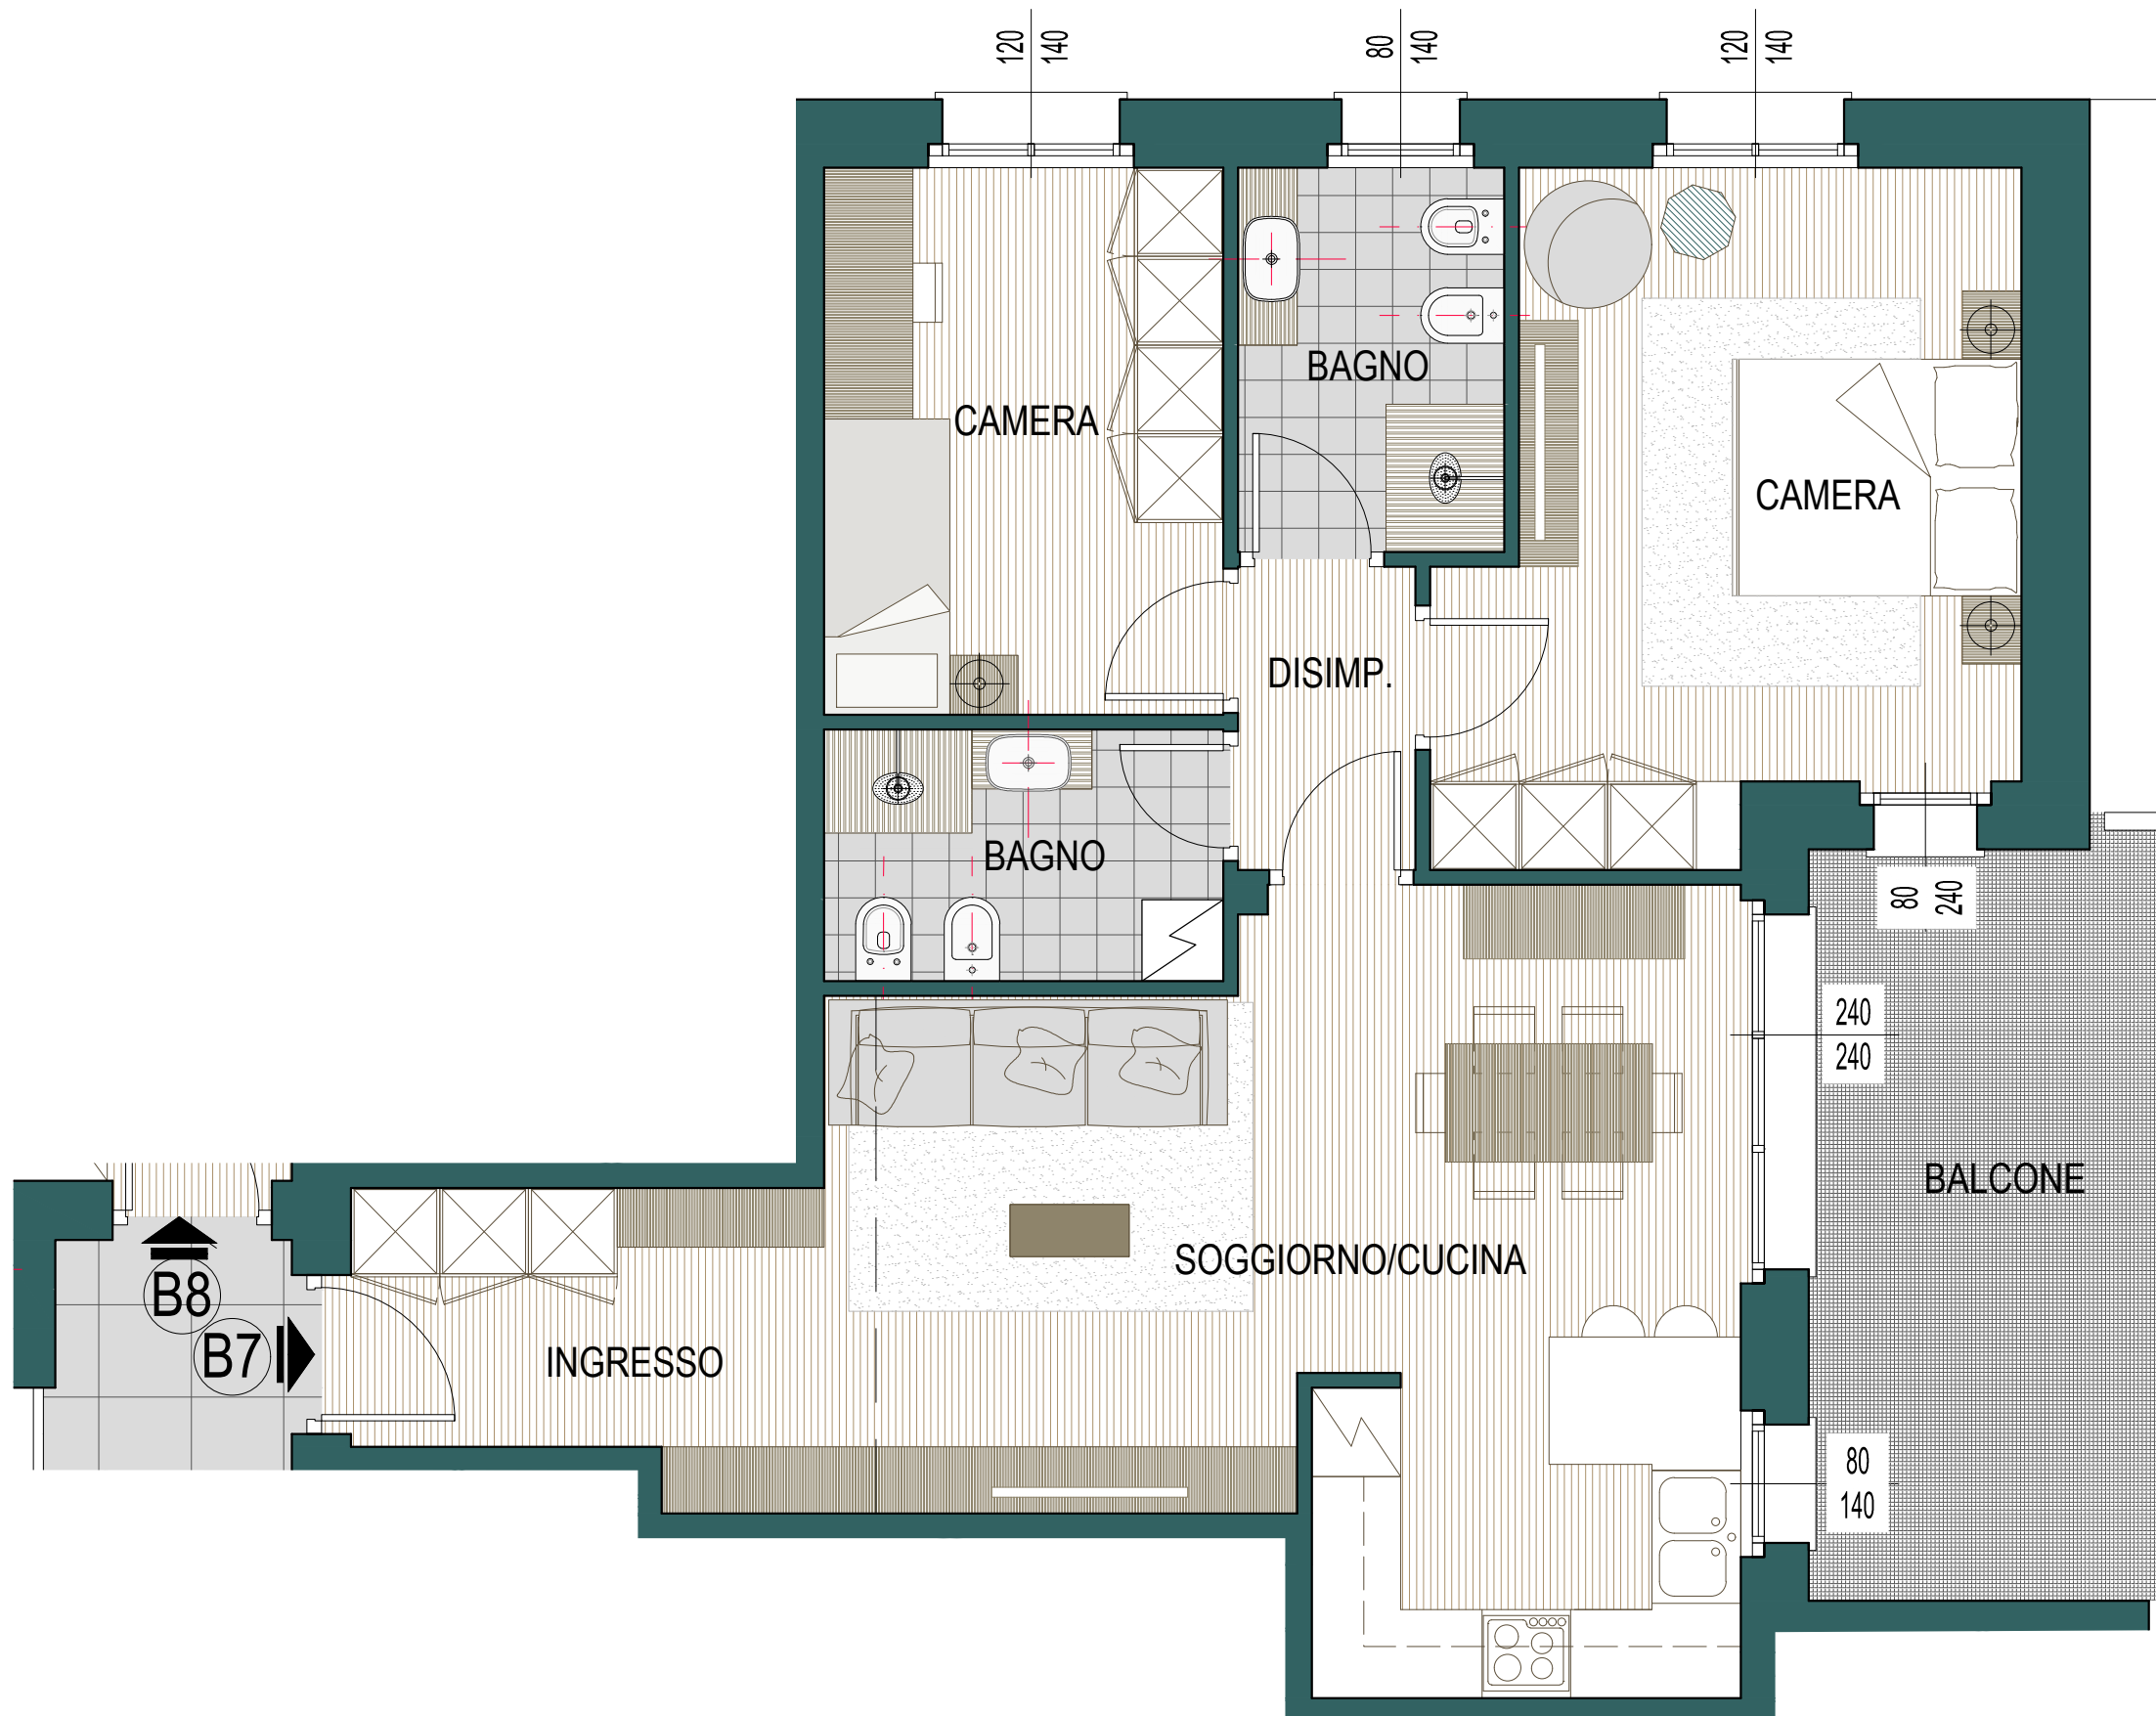 120
140
80
140
120
140
BAGNO
CAMERA
CAMERA
DISIMP.
BAGNO
80
240
240
240
BALCONE
SOGGIORNO/CUCINA
B8
B7
INGRESSO
80
140